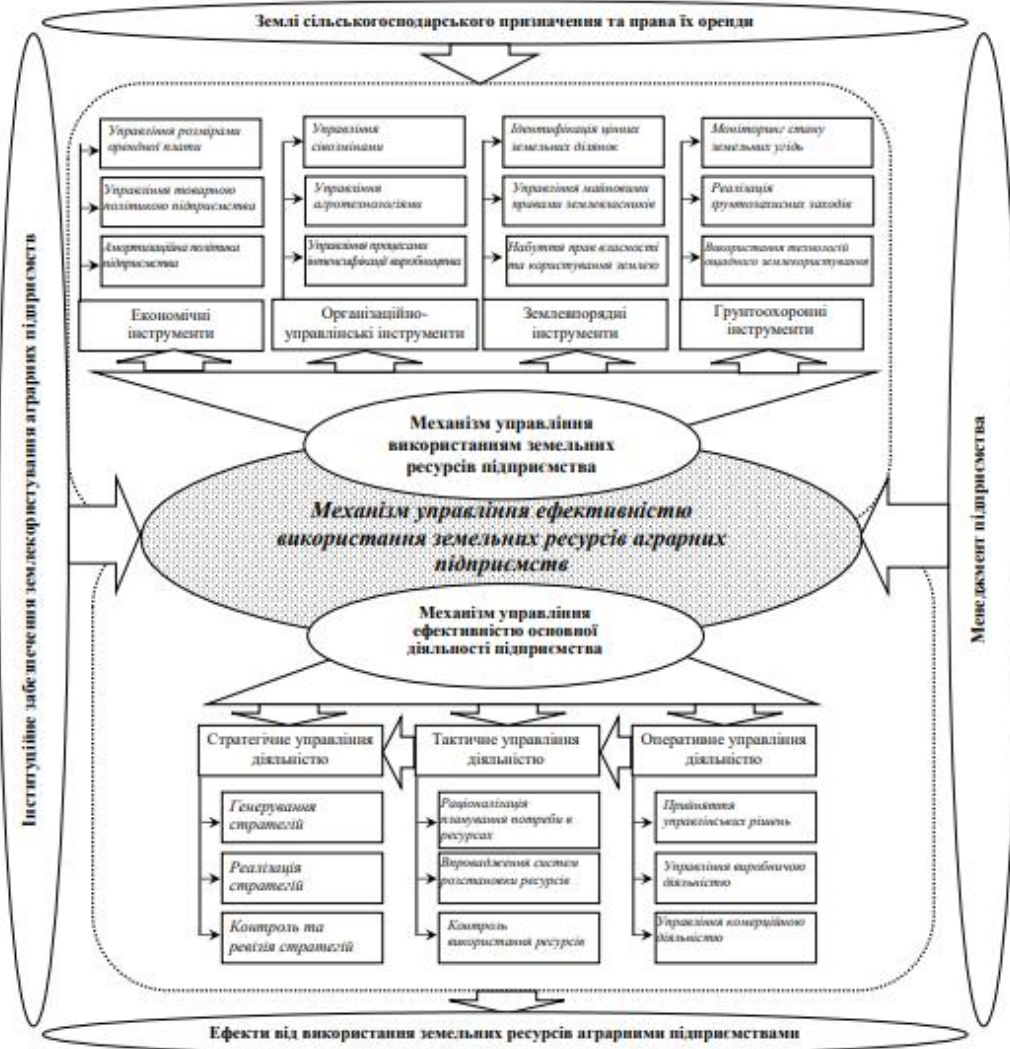 Землі сільськогосподарського призначення та права їх оренди
Інституційне забезпечення землекористування аграрних підприємств
Управління розмірами
орендної плати
Управління товарною
політикою підприємства
Амортизаційна політика
підприємства
Економічні
інструменти
Управління
сівозмінами
Управління
агротехнологіями
Управління процесами
інтенсифікації виробництва
Організаційно-
управлінські інструменти
Ідентифікація цінних
земельних ділянок
Управління майновими
правами землевласників
Набуття прав власності
та користування землею
Землевпорядні
інструменти
Моніторинг стану
земельних угідь
Реалізація
ґрунтозахисних заходів
Використання технологій
ощадного землекористування
Грунтоохоронні
інструменти
Механізм управління
використанням земельних
ресурсів підприємства
Механізм управління ефективністю
використання земельних ресурсів аграрних
підприємств
Механізм управління
ефективністю основної
діяльності підприємства
Стратегічне управління
діяльністю
Генерування
стратегій
Реалізація
стратегій
Контроль та
ревізія стратегій
Тактичне управління
діяльністю
Раціоналізація
планування потреби в
ресурсах
Впровадження систем
розстановки ресурсів
Контроль
використання ресурсів
Оперативне управління
діяльністю
Прийняття
управлінських рішень
Управління виробничою
діяльністю
Управління комерційною
діяльністю
Менеджмент підприємства
Ефекти від використання земельних ресурсів аграрними підприємствами